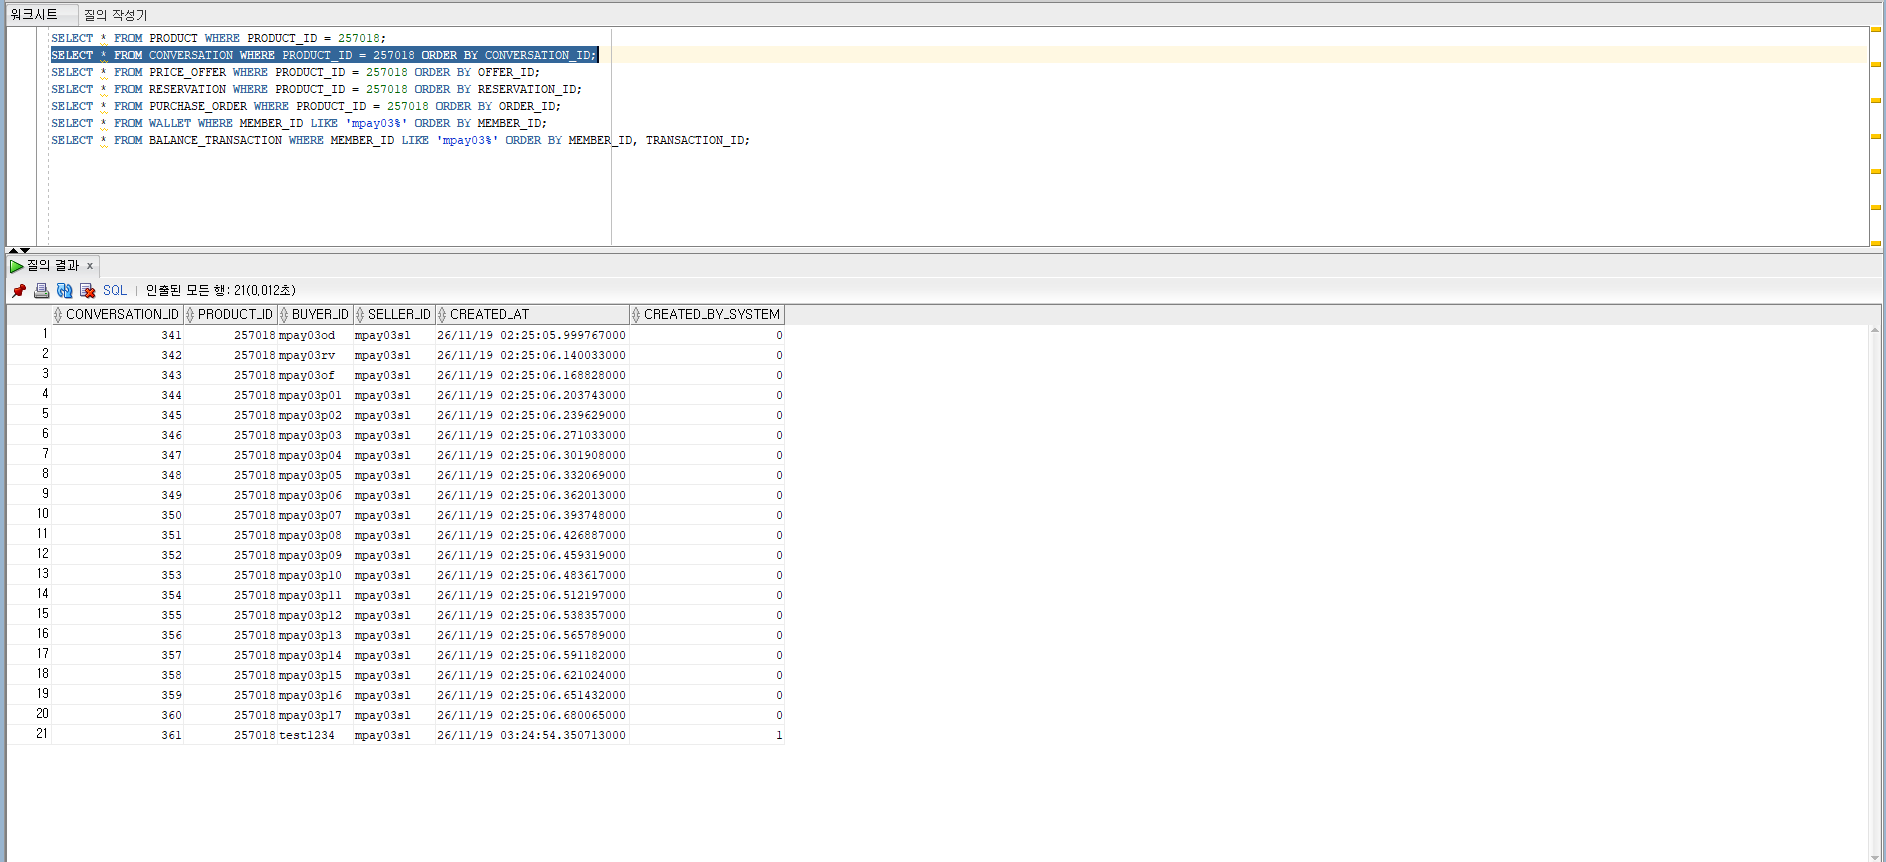 워크시트 질의 작성기
SELECT * FROM PRODUCT WHERE PRODUCT_ID = 257018;
SELECT * FROM CONVERSATION WHERE PRODUCT_ID = 257018 ORDER BY CONVERSATION_ID;
SELECT * FROM PRICE_OFFER WHERE PRODUCT_ID = 257018 ORDER BY OFFER_ID;
SELECT * FROM RESERVATION WHERE PRODUCT_ID = 257018 ORDER BY RESERVATION_ID;
SELECT * FROM PURCHASE_ORDER WHERE PRODUCT_ID = 257018 ORDER BY ORDER_ID;
SELECT * FROM WALLET WHERE MEMBER_ID LIKE 'mpay03%' ORDER BY MEMBER_ID;
SELECT * FROM BALANCE_TRANSACTION WHERE MEMBER_ID LIKE 'mpay03%' ORDER BY MEMBER_ID, TRANSACTION_ID;
질의 결과 x
SQL | 인출된 모든 행: 21(0,012초)
CONVERSATION_ID PRODUCT_ID BUYER_ID SELLER_ID CREATED_AT CREATED_BY_SYSTEM
1 341 257018 mpay03od mpay03sl 26/11/19 02:25:05.999767000 0
2 342 257018 mpay03rv mpay03sl 26/11/19 02:25:06.140033000 0
3 343 257018 mpay03of mpay03sl 26/11/19 02:25:06.168828000 0
4 344 257018 mpay03p01 mpay03sl 26/11/19 02:25:06.203743000 0
5 345 257018 mpay03p02 mpay03sl 26/11/19 02:25:06.239629000 0
6 346 257018 mpay03p03 mpay03sl 26/11/19 02:25:06.271033000 0
7 347 257018 mpay03p04 mpay03sl 26/11/19 02:25:06.301908000 0
8 348 257018 mpay03p05 mpay03sl 26/11/19 02:25:06.332069000 0
9 349 257018 mpay03p06 mpay03sl 26/11/19 02:25:06.362013000 0
10 350 257018 mpay03p07 mpay03sl 26/11/19 02:25:06.393748000 0
11 351 257018 mpay03p08 mpay03sl 26/11/19 02:25:06.426887000 0
12 352 257018 mpay03p09 mpay03sl 26/11/19 02:25:06.459319000 0
13 353 257018 mpay03p10 mpay03sl 26/11/19 02:25:06.483617000 0
14 354 257018 mpay03p11 mpay03sl 26/11/19 02:25:06.512197000 0
15 355 257018 mpay03p12 mpay03sl 26/11/19 02:25:06.538357000 0
16 356 257018 mpay03p13 mpay03sl 26/11/19 02:25:06.565789000 0
17 357 257018 mpay03p14 mpay03sl 26/11/19 02:25:06.591182000 0
18 358 257018 mpay03p15 mpay03sl 26/11/19 02:25:06.621024000 0
19 359 257018 mpay03p16 mpay03sl 26/11/19 02:25:06.651432000 0
20 360 257018 mpay03p17 mpay03sl 26/11/19 02:25:06.680065000 0
21 361 257018 test1234 mpay03sl 26/11/19 03:24:54.350713000 1